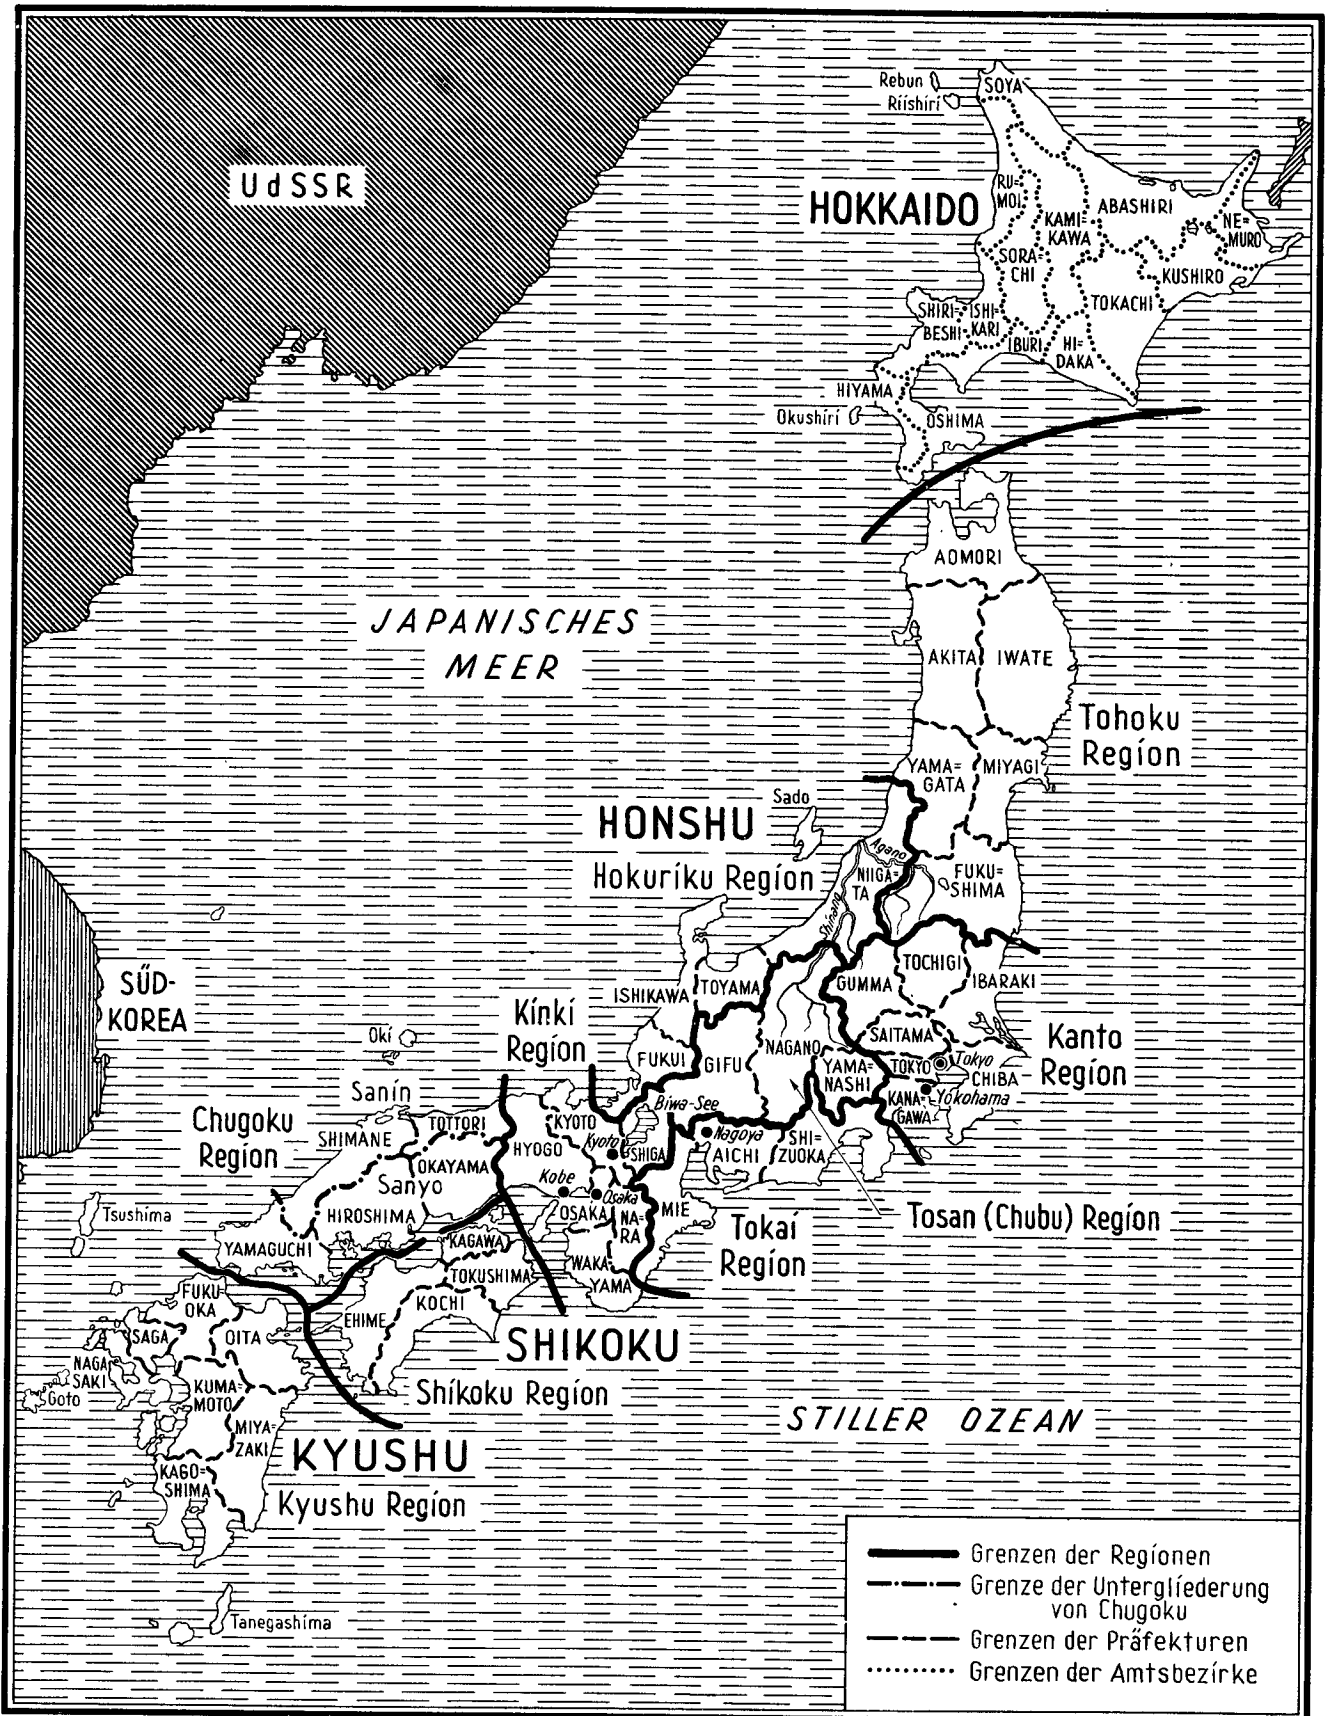 UdSSR
Rebun
Riishiri
SOYA
HOKKAIDO
RU=
MOI
KAMI=
KAWA
ABASHIRI
NE=
MURO
SORA=
CHI
KUSHIRO
TOKACHI
SHIRI=
BESHI
ISHI=
KARI
IBURI
HI=
DAKA
HIYAMA
Okushiri
OSHIMA
AOMORI
JAPANISCHES
MEER
AKITA
IWATE
Tohoku
Region
YAMA=
GATA
MIYAGI
Sado
HONSHU
Hokuriku Region
Agano
NIIGA=
TA
Shinano
FUKU=
SHIMA
SÜD-
KOREA
ISHIKAWA
TOYAMA
GUMMA
TOCHIGI
IBARAKI
Kinki
Region
Oki
FUKUI
GIFU
NAGANO
SAITAMA
YAMA=
NASHI
TOKYO
Tokyo
CHIBA
Kanto
Region
KANA=
GAWA
Yokohama
Sanin
Chugoku
Region
SHIMANE
TOTTORI
KYOTO
Biwa-See
HYOGO
Kyoto
SHIGA
Nagoya
AICHI
SHI=
ZUOKA
OKAYAMA
Sanyo
Kobe
Osaka
OSAKA
HIROSHIMA
NA=
RA
MIE
Tokai
Region
Tosan (Chubu) Region
Tsushima
YAMAGUCHI
KAGAWA
TOKUSHIMA
WAKA=
YAMA
FUKU=
OKA
EHIME
KOCHI
SAGA
OITA
SHIKOKU
Shikoku Region
NAGA=
SAKI
Goto
KUMA=
MOTO
MIYA=
ZAKI
KYUSHU
Kyushu Region
KAGO=
SHIMA
STILLER OZEAN
Tanegashima
Grenzen der Regionen
Grenze der Untergliederung
von Chugoku
Grenzen der Präfekturen
Grenzen der Amtsbezirke